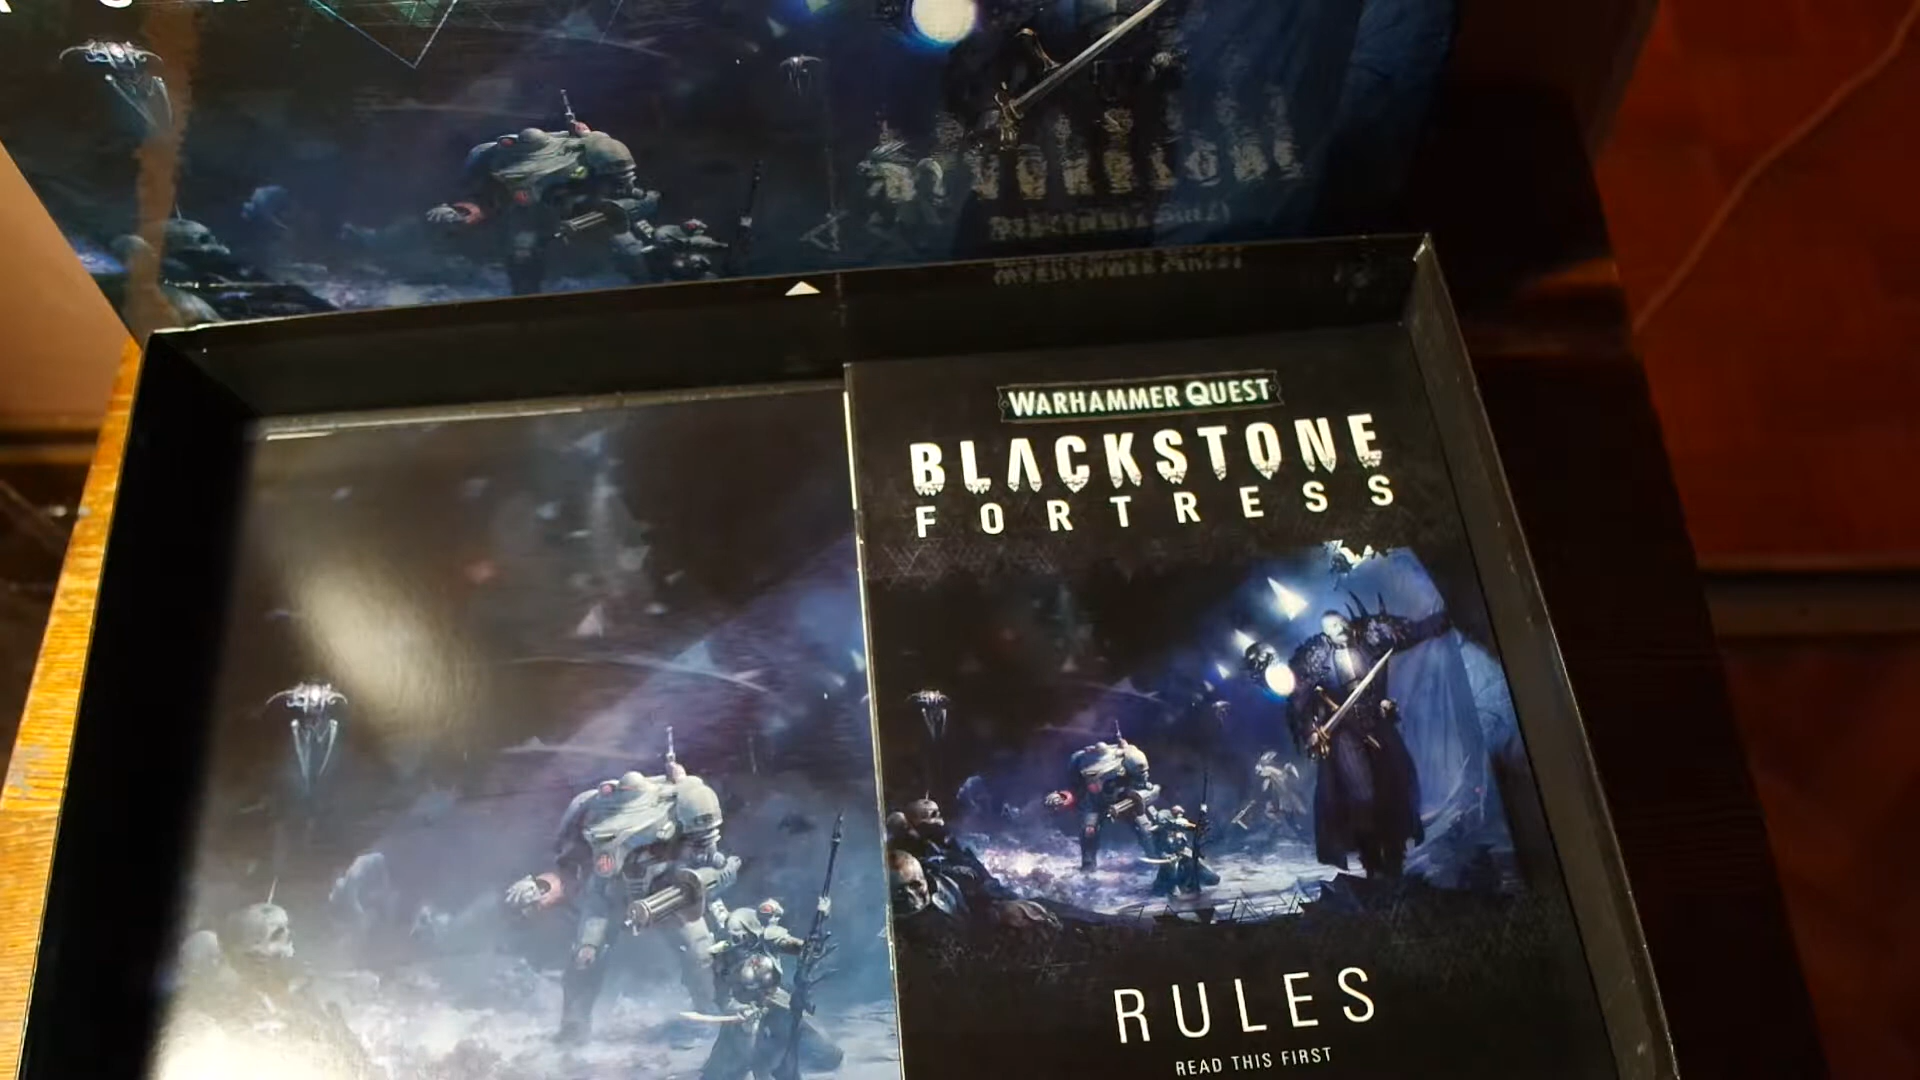 WARHAMMER QUEST
BLACKSTONE
FORTRESS
RULES
READ THIS FIRST